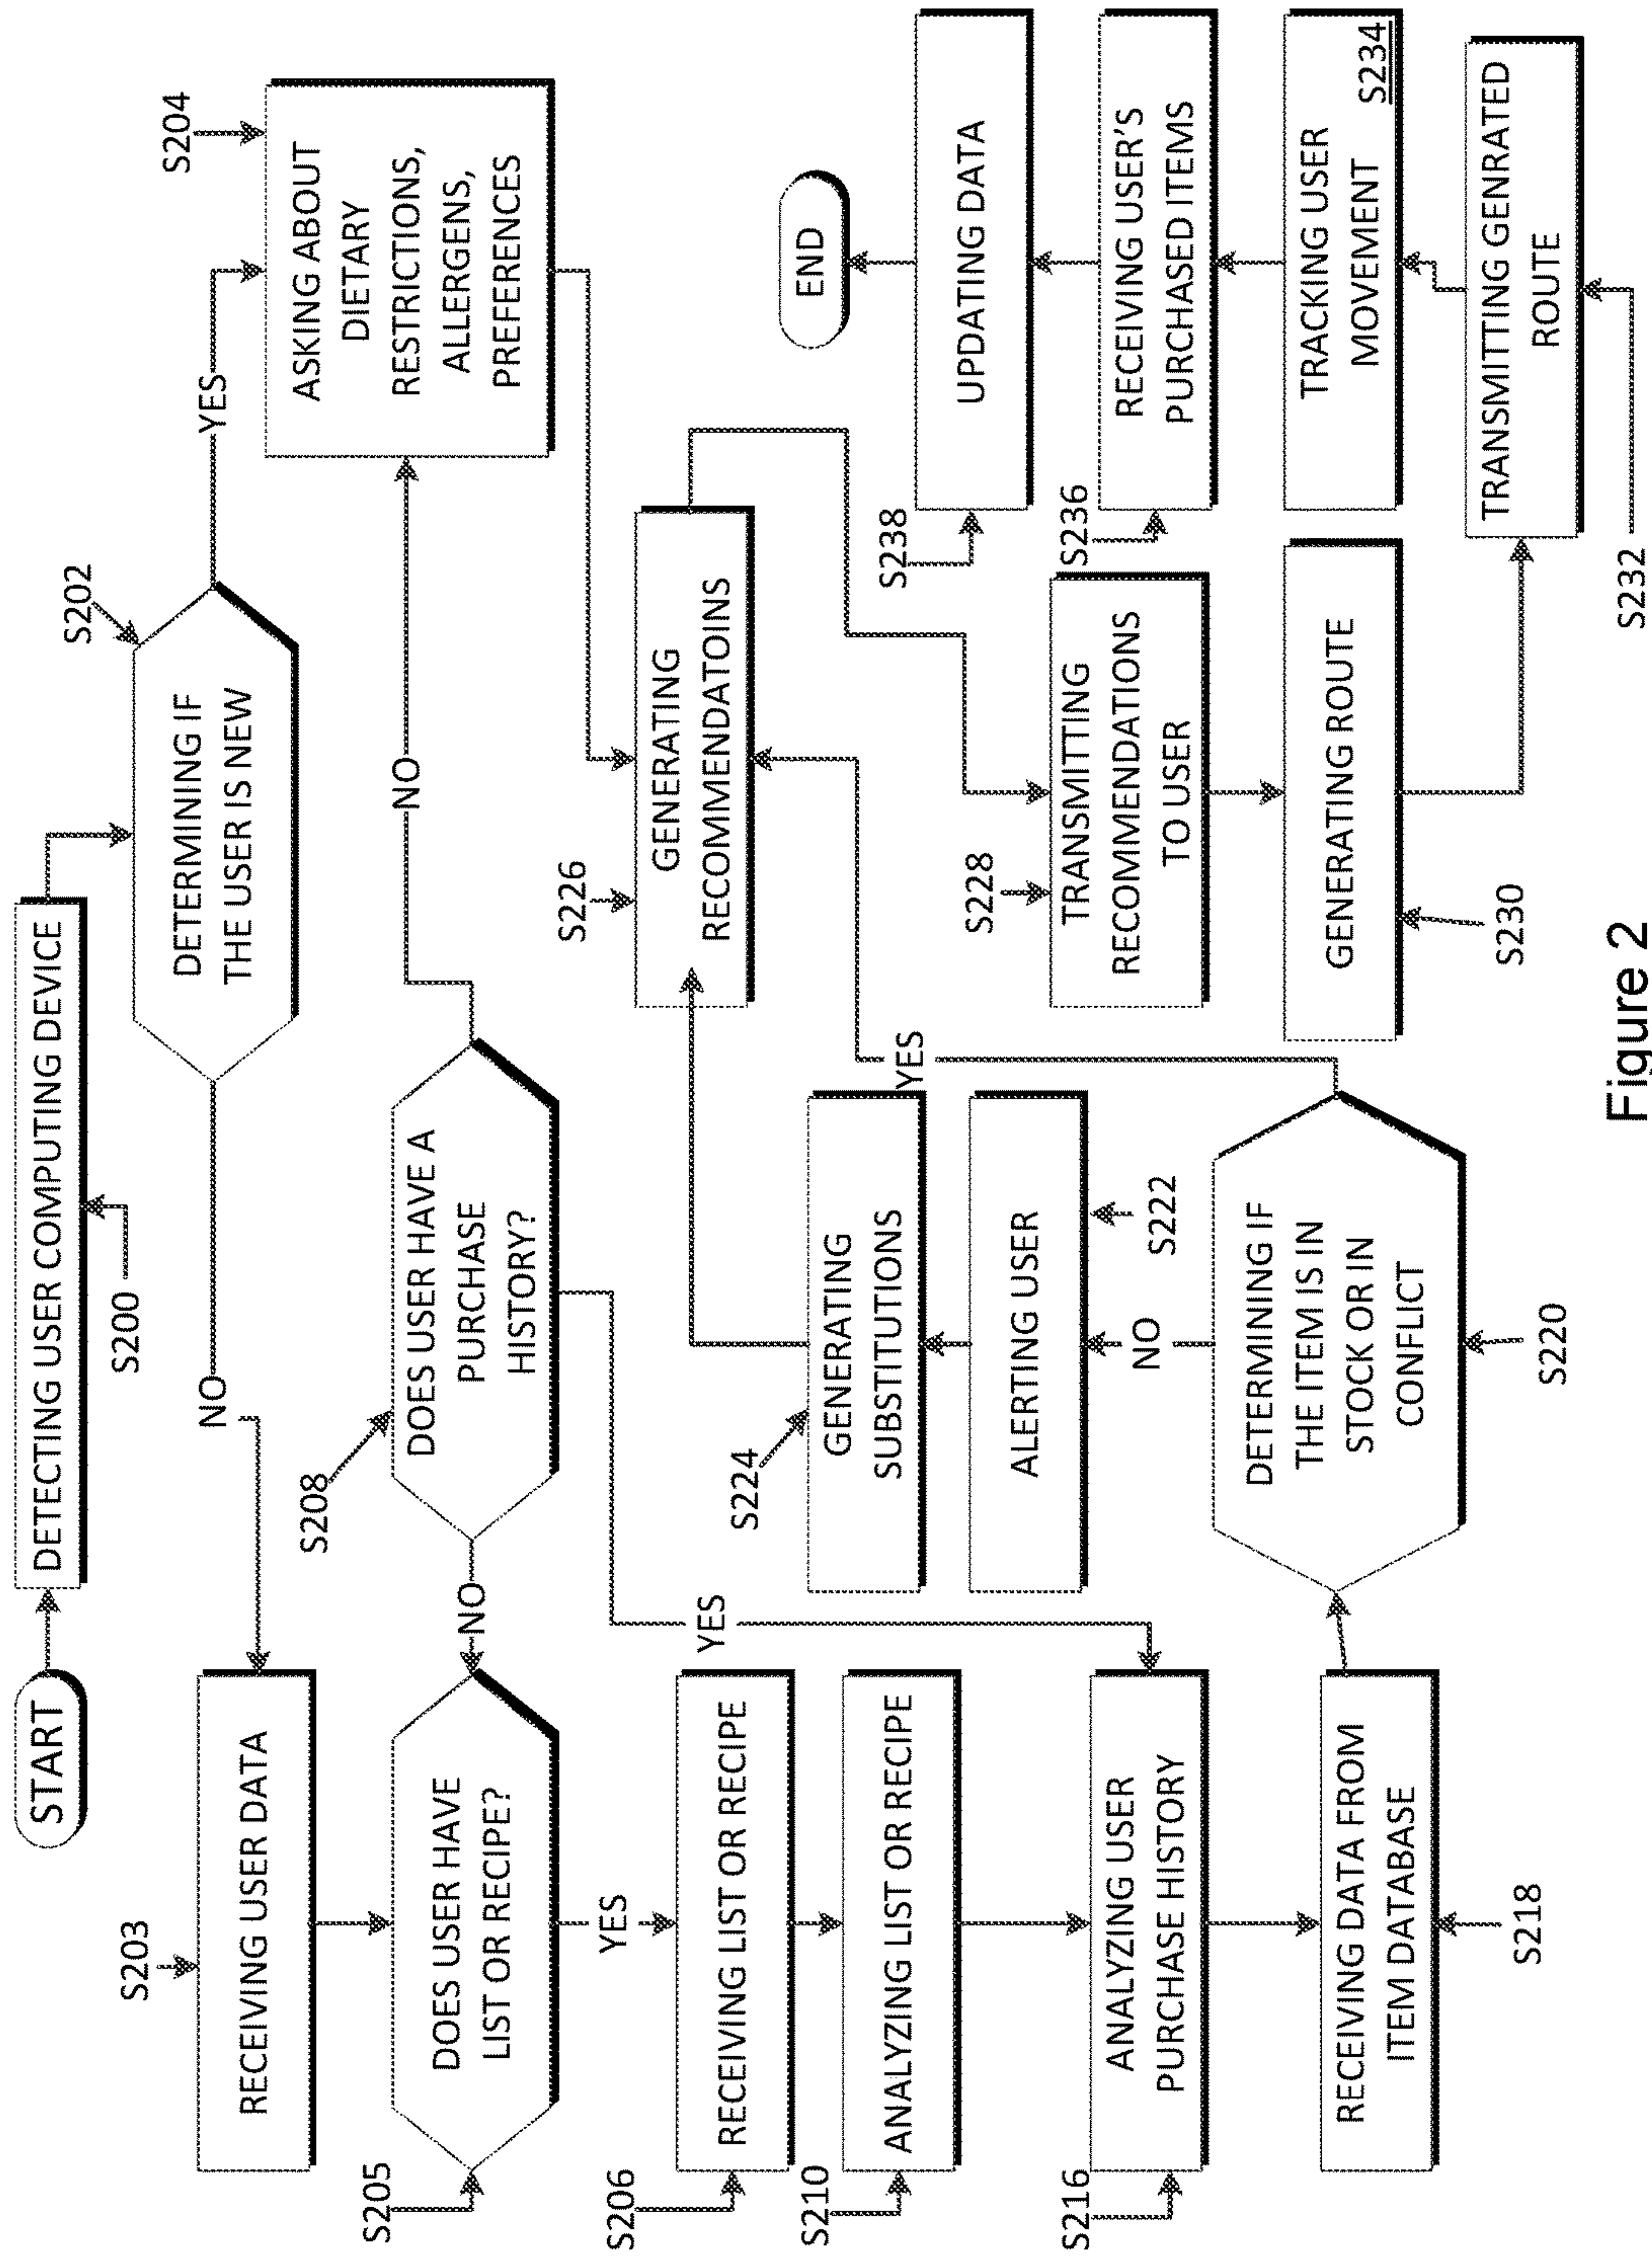 START
DETECTING USER COMPUTING DEVICE
S200
S202
DETERMINING IF
THE USER IS NEW
NO
YES
S203
RECEIVING USER DATA
S204
ASKING ABOUT
DIETARY
RESTRICTIONS,
ALLERGENS,
PREFERENCES
S205
DOES USER HAVE
LIST OR RECIPE?
NO
S208
DOES USER HAVE A
PURCHASE
HISTORY?
NO
YES
S206
RECEIVING LIST OR RECIPE
YES
S210
ANALYZING LIST OR RECIPE
S216
ANALYZING USER
PURCHASE HISTORY
RECEIVING DATA FROM
ITEM DATABASE
S218
S224
GENERATING
SUBSTITUTIONS
ALERTING USER
S222
NO
YES
DETERMINING IF
THE ITEM IS IN
STOCK OR IN
CONFLICT
S220
S226
GENERATING
RECOMMENDATOINS
S228
TRANSMITTING
RECOMMENDATIONS
TO USER
GENERATING ROUTE
S230
END
S238
UPDATING DATA
S236
RECEIVING USER'S
PURCHASED ITEMS
TRACKING USER
MOVEMENT
S234
TRANSMITTING GENRATED
ROUTE
S232
Figure 2